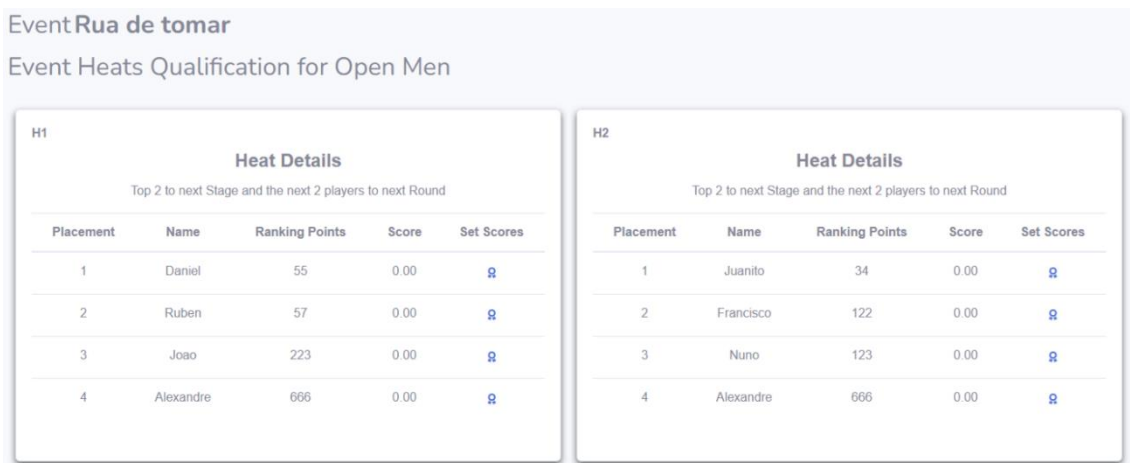 Event Rua de tomar
Event Heats Qualification for Open Men
H1
Heat Details
Top 2 to next Stage and the next 2 players to next Round
Placement Name Ranking Points Score Set Scores
1 Daniel 55 0.00
2 Ruben 57 0.00
3 Joao 223 0.00
4 Alexandre 666 0.00
H2
Heat Details
Top 2 to next Stage and the next 2 players to next Round
Placement Name Ranking Points Score Set Scores
1 Juanito 34 0.00
2 Francisco 122 0.00
3 Nuno 123 0.00
4 Alexandre 666 0.00